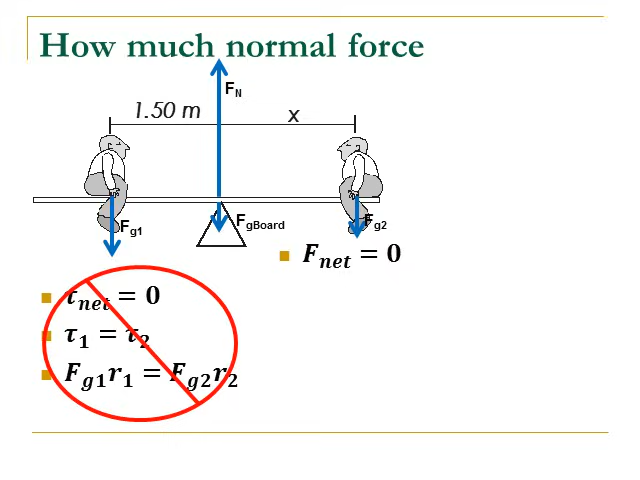 How much normal force
F_N
1.50 m
x
F_g1
F_gBoard
F_g2
F_net = 0
τ_net = 0
τ_1 = τ_2
F_g1 r_1 = F_g2 r_2